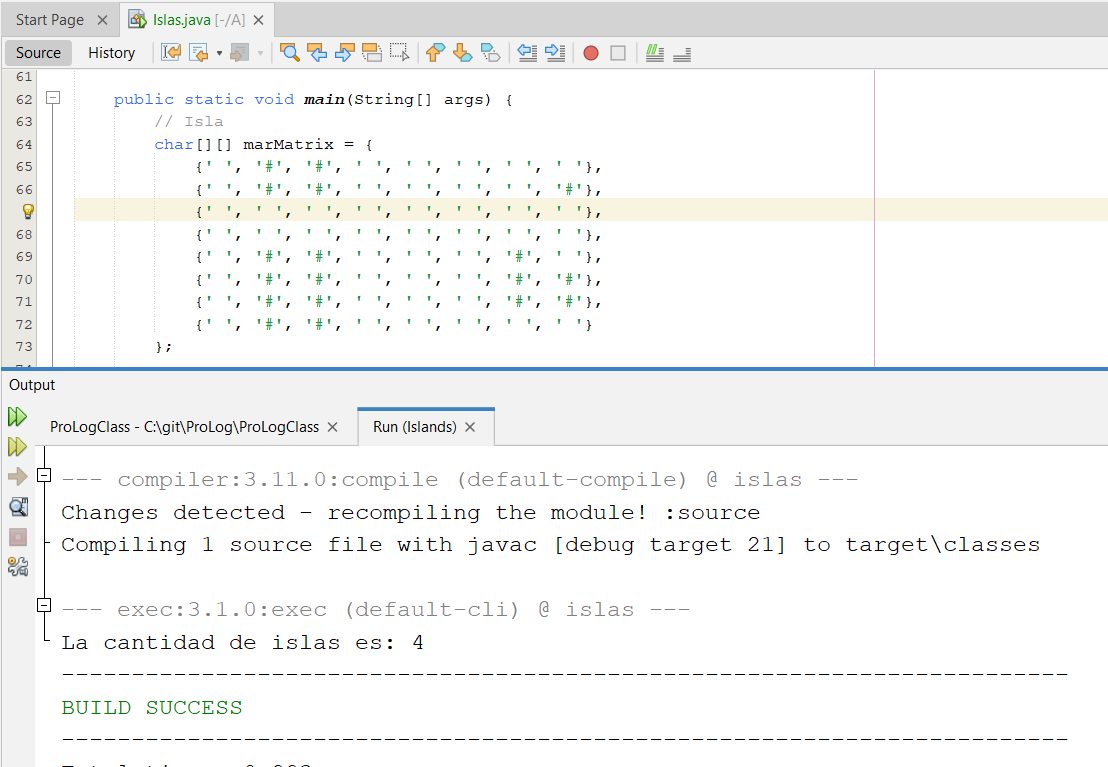 Start Page
Islas.java [-/A]
Source History
61
62 public static void main(String[] args) {
63 // Isla
64 char[][] marMatrix = {
65 {' ', '#', '#', ' ', ' ', ' ', ' ', ' '},
66 {' ', '#', '#', ' ', ' ', ' ', ' ', '#'},
{' ', ' ', ' ', ' ', ' ', ' ', ' ', ' '},
68 {' ', ' ', ' ', ' ', ' ', ' ', ' ', ' '},
69 {' ', '#', '#', ' ', ' ', ' ', '#', ' '},
70 {' ', '#', '#', ' ', ' ', ' ', '#', '#'},
71 {' ', '#', '#', ' ', ' ', ' ', '#', '#'},
72 {' ', '#', '#', ' ', ' ', ' ', ' ', ' '}
73 };
Output
ProLogClass - C:\git\ProLog\ProLogClass
Run (Islands)
--- compiler:3.11.0:compile (default-compile) @ islas ---
Changes detected - recompiling the module! :source
Compiling 1 source file with javac [debug target 21] to target\classes
--- exec:3.1.0:exec (default-cli) @ islas ---
La cantidad de islas es: 4
------------------------------------------------------------------------
BUILD SUCCESS
------------------------------------------------------------------------